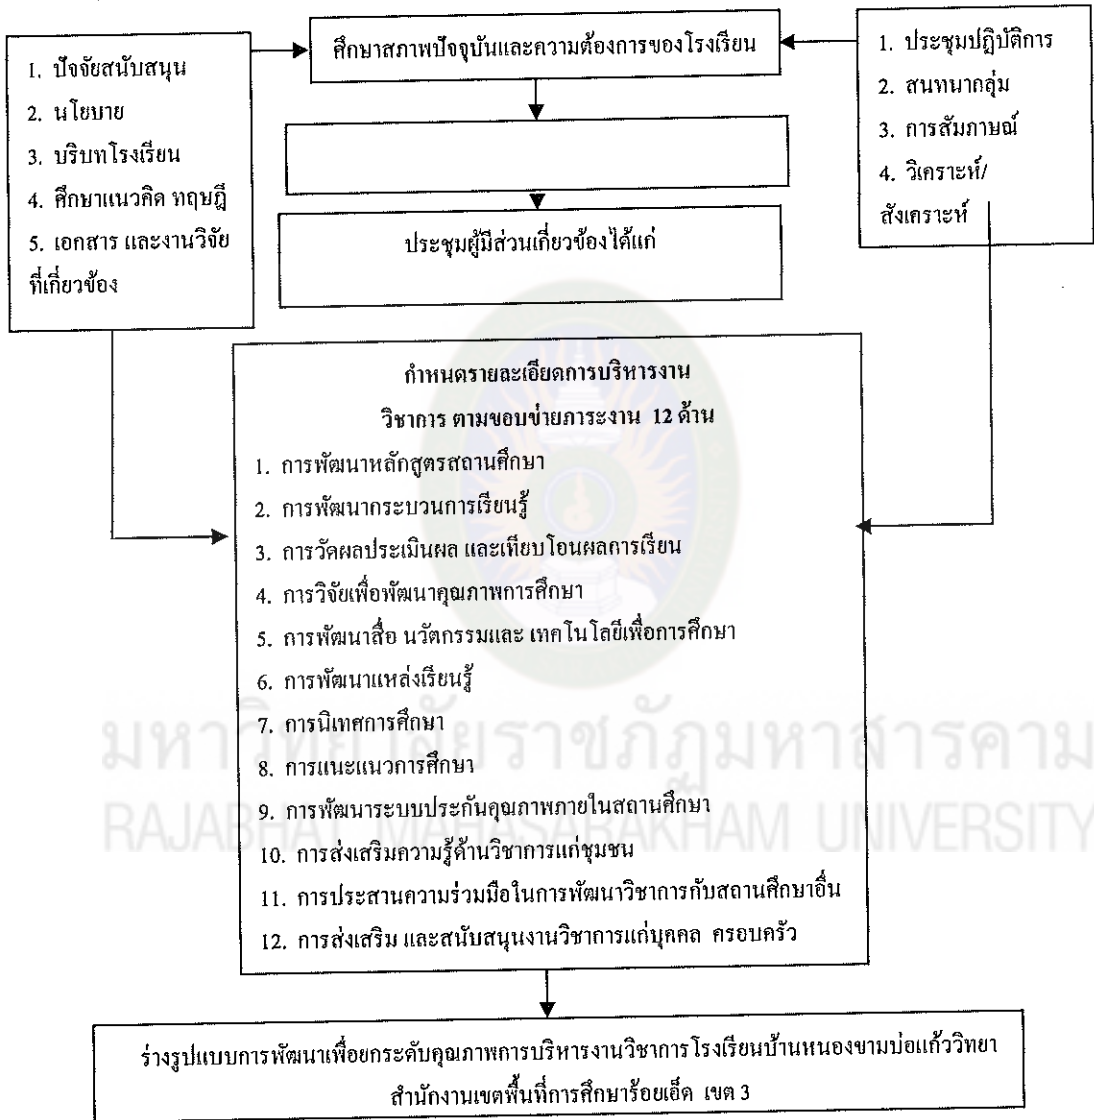 ศึกษาสภาพปัจจุบันและความต้องการของโรงเรียน
1. ปัจจัยสนับสนุน
2. นโยบาย
3. บริบทโรงเรียน
4. ศึกษาแนวคิด ทฤษฎี
5. เอกสาร และงานวิจัย
ที่เกี่ยวข้อง
1. ประชุมปฏิบัติการ
2. สนทนากลุ่ม
3. การสัมภาษณ์
4. วิเคราะห์/
สังเคราะห์
ประชุมผู้มีส่วนเกี่ยวข้องได้แก่
กำหนดรายละเอียดการบริหารงาน
วิชาการ ตามขอบข่ายภาระงาน 12 ด้าน
1. การพัฒนาหลักสูตรสถานศึกษา
2. การพัฒนากระบวนการเรียนรู้
3. การวัดผลประเมินผล และเทียบโอนผลการเรียน
4. การวิจัยเพื่อพัฒนาคุณภาพการศึกษา
5. การพัฒนาสื่อ นวัตกรรมและ เทคโนโลยีเพื่อการศึกษา
6. การพัฒนาแหล่งเรียนรู้
7. การนิเทศการศึกษา
8. การแนะแนวการศึกษา
9. การพัฒนาระบบประกันคุณภาพภายในสถานศึกษา
10. การส่งเสริมความรู้ด้านวิชาการแก่ชุมชน
11. การประสานความร่วมมือในการพัฒนาวิชาการกับสถานศึกษาอื่น
12. การส่งเสริม และสนับสนุนงานวิชาการแก่บุคคล ครอบครัว
มหาวิทยาลัยราชภัฏมหาสารคาม
RAJABHAT MAHASARAKHAM UNIVERSITY
ร่างรูปแบบการพัฒนาเพื่อยกระดับคุณภาพการบริหารงานวิชาการโรงเรียนบ้านหนองขามบ่อแก้ววิทยา
สำนักงานเขตพื้นที่การศึกษาร้อยเอ็ด เขต 3